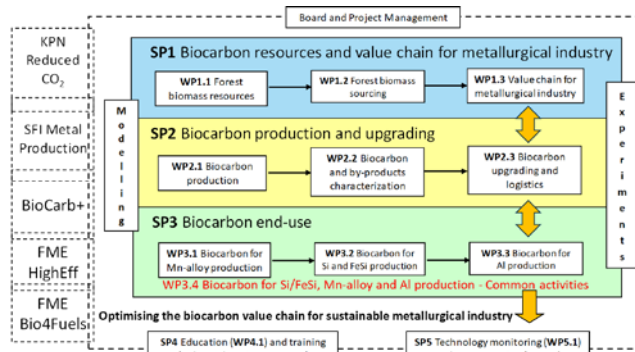 Board and Project Management
KPN
Reduced
CO2
SFI Metal
Production
BioCarb+
FME
HighEff
FME
Bio4Fuels
Modelling
SP1 Biocarbon resources and value chain for metallurgical industry
WP1.1 Forest
biomass resources
WP1.2 Forest biomass
sourcing
WP1.3 Value chain for
metallurgical industry
SP2 Biocarbon production and upgrading
WP2.1 Biocarbon
production
WP2.2 Biocarbon
and by-products
characterization
WP2.3 Biocarbon
upgrading and
logistics
SP3 Biocarbon end-use
WP3.1 Biocarbon for
Mn-alloy production
WP3.2 Biocarbon for
Si and FeSi production
WP3.3 Biocarbon for
Al production
WP3.4 Biocarbon for Si/FeSi, Mn-alloy and Al production - Common activities
Experiments
Optimising the biocarbon value chain for sustainable metallurgical industry
SP4 Education (WP4.1) and training
SP5 Technology monitoring (WP5.1)